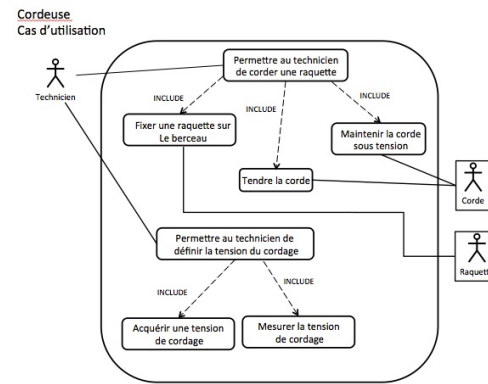 Cordeuse
Cas d'utilisation
Permettre au technicien
de corder une raquette
Technicien
INCLUDE
INCLUDE
INCLUDE
Fixer une raquette sur
Le berceau
Maintenir la corde
sous tension
Tendre la corde
Corde
Permettre au technicien de
définir la tension du cordage
Raquett
INCLUDE
INCLUDE
Acquérir une tension
de cordage
Mesurer la tension
de cordage